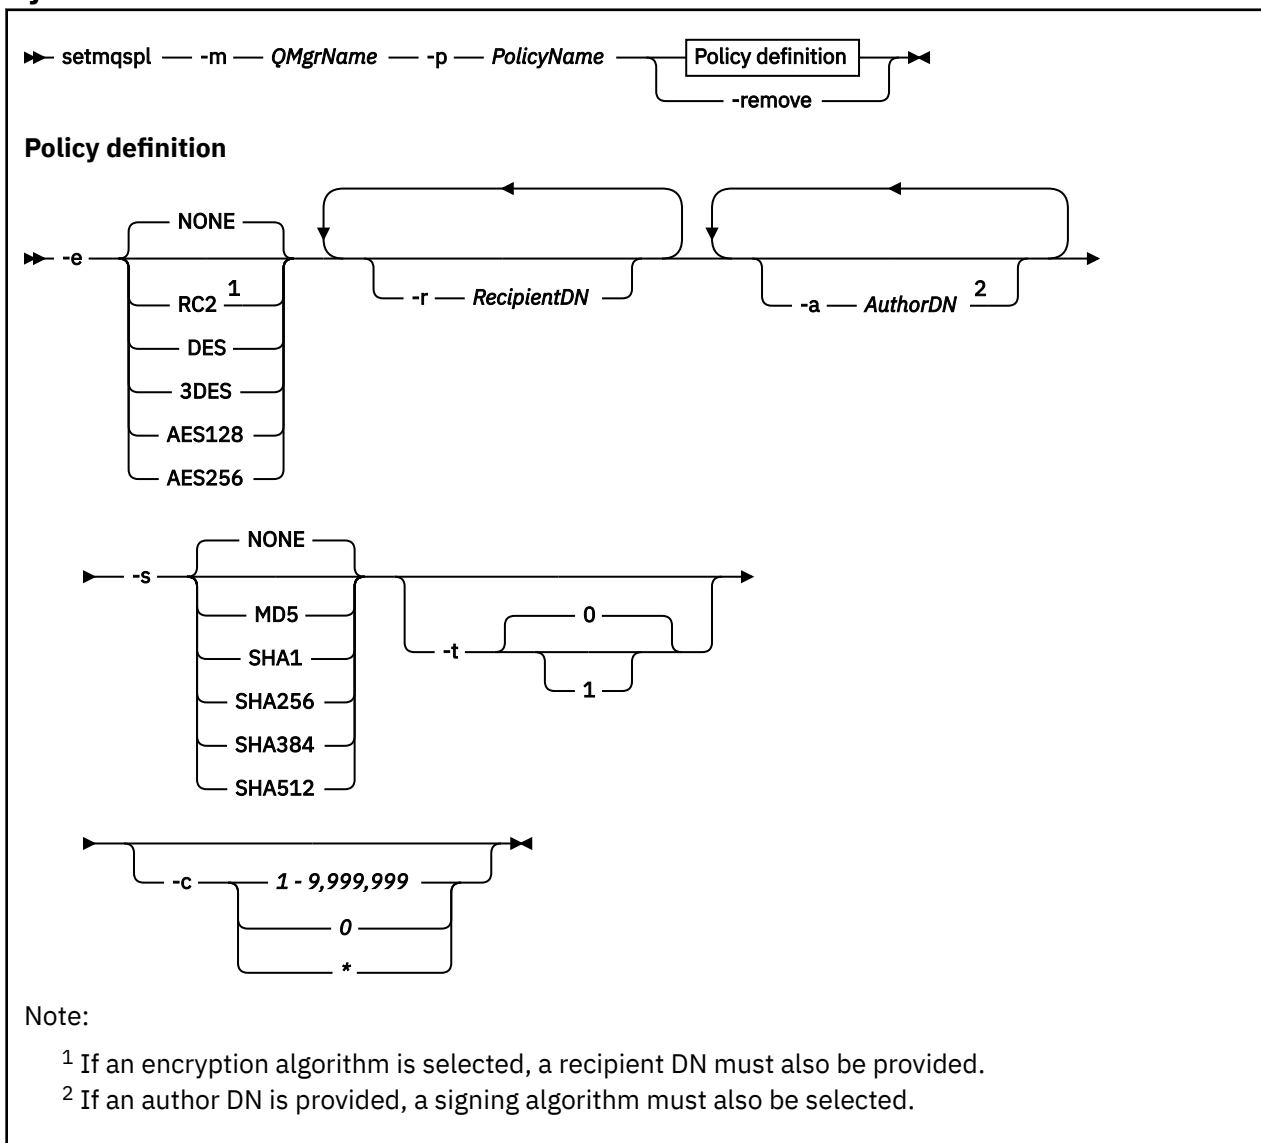 setmqspl -m QMgrName -p PolicyName Policy definition
-remove
Policy definition
NONE
-e
RC2 1
-r RecipientDN
-a AuthorDN 2
DES
3DES
AES128
AES256
NONE
-s
MD5
SHA1
SHA256
SHA384
SHA512
0
-t
1
-c 1 - 9,999,999
0
*
Note:
1 If an encryption algorithm is selected, a recipient DN must also be provided.
2 If an author DN is provided, a signing algorithm must also be selected.